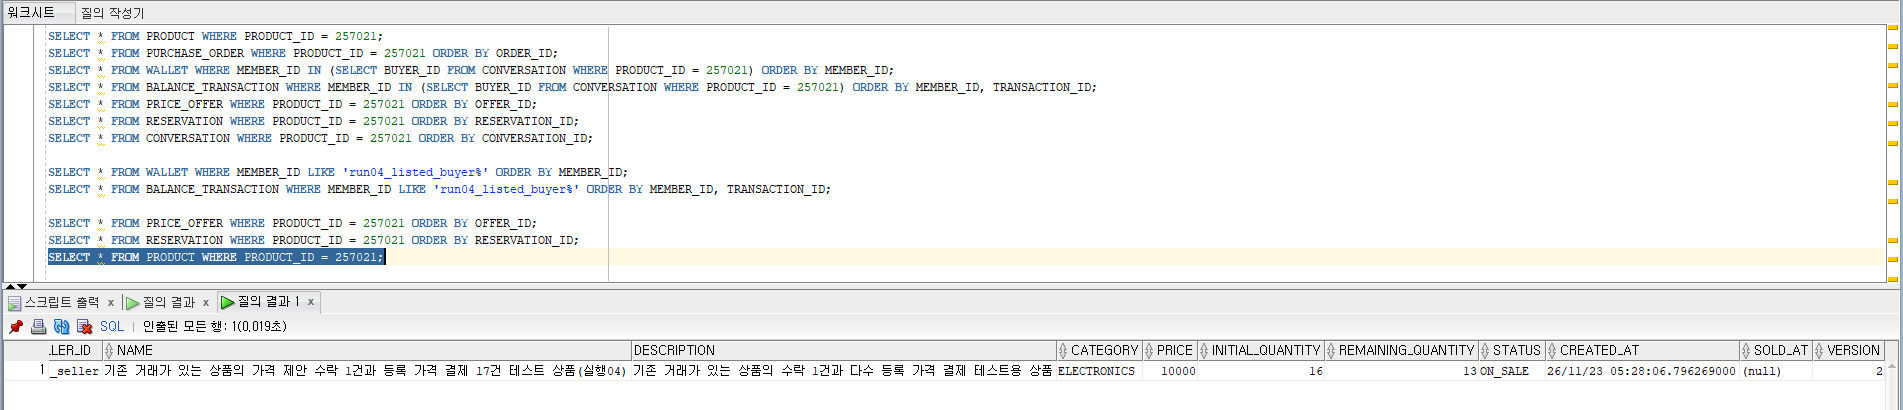 워크시트 질의 작성기
SELECT * FROM PRODUCT WHERE PRODUCT_ID = 257021;
SELECT * FROM PURCHASE_ORDER WHERE PRODUCT_ID = 257021 ORDER BY ORDER_ID;
SELECT * FROM WALLET WHERE MEMBER_ID IN (SELECT BUYER_ID FROM CONVERSATION WHERE PRODUCT_ID = 257021) ORDER BY MEMBER_ID;
SELECT * FROM BALANCE_TRANSACTION WHERE MEMBER_ID IN (SELECT BUYER_ID FROM CONVERSATION WHERE PRODUCT_ID = 257021) ORDER BY MEMBER_ID, TRANSACTION_ID;
SELECT * FROM PRICE_OFFER WHERE PRODUCT_ID = 257021 ORDER BY OFFER_ID;
SELECT * FROM RESERVATION WHERE PRODUCT_ID = 257021 ORDER BY RESERVATION_ID;
SELECT * FROM CONVERSATION WHERE PRODUCT_ID = 257021 ORDER BY CONVERSATION_ID;
SELECT * FROM WALLET WHERE MEMBER_ID LIKE 'run04_listed_buyer%' ORDER BY MEMBER_ID;
SELECT * FROM BALANCE_TRANSACTION WHERE MEMBER_ID LIKE 'run04_listed_buyer%' ORDER BY MEMBER_ID, TRANSACTION_ID;
SELECT * FROM PRICE_OFFER WHERE PRODUCT_ID = 257021 ORDER BY OFFER_ID;
SELECT * FROM RESERVATION WHERE PRODUCT_ID = 257021 ORDER BY RESERVATION_ID;
SELECT * FROM PRODUCT WHERE PRODUCT_ID = 257021;
스크립트 출력 x 질의 결과 x 질의 결과 1 x
SQL | 인출된 모든 행: 1(0,019초)
.LER_ID NAME DESCRIPTION CATEGORY PRICE INITIAL_QUANTITY REMAINING_QUANTITY STATUS CREATED_AT SOLD_AT VERSION
1 _seller 기존 거래가 있는 상품의 가격 제안 수락 1건과 등록 가격 결제 17건 테스트 상품(실행04) 기존 거래가 있는 상품의 수락 1건과 다수 등록 가격 결제 테스트용 상품 ELECTRONICS 10000 16 13 ON_SALE 26/11/23 05:28:06.796269000 (null) 2